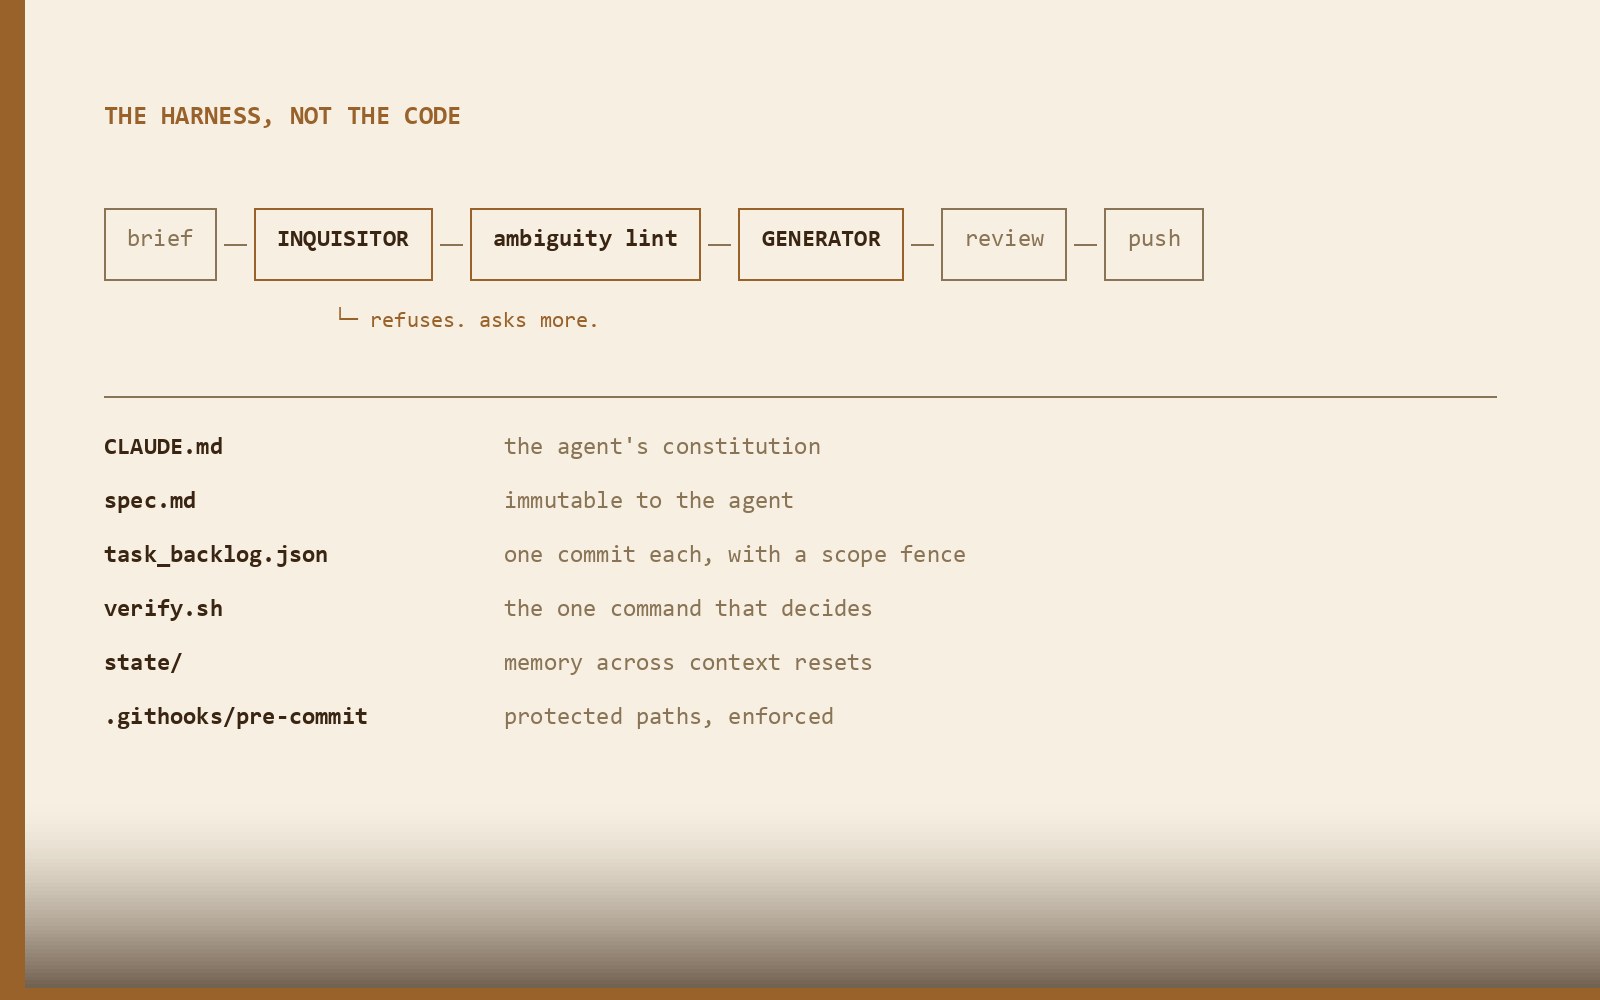 THE HARNESS, NOT THE CODE
brief — INQUISITOR — ambiguity lint — GENERATOR — review — push
└─ refuses. asks more.
CLAUDE.md the agent's constitution
spec.md immutable to the agent
task_backlog.json one commit each, with a scope fence
verify.sh the one command that decides
state/ memory across context resets
.githooks/pre-commit protected paths, enforced